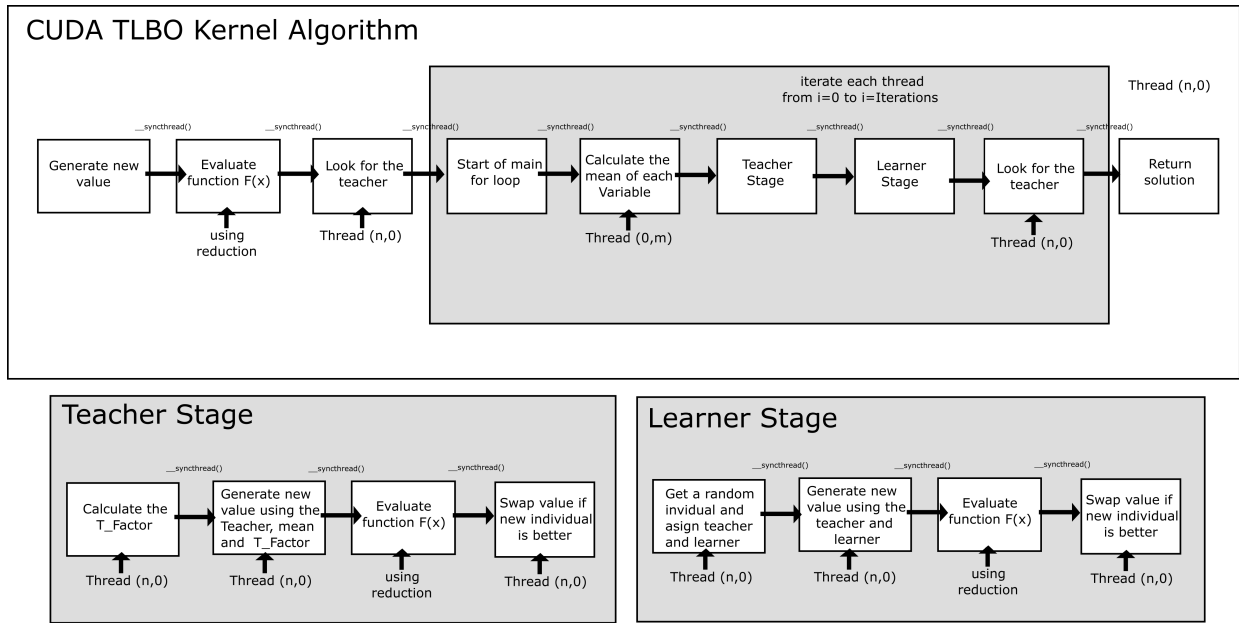 CUDA TLBO Kernel Algorithm
iterate each thread
from i=0 to i=Iterations
Thread (n,0)
__syncthread()
__syncthread()
__syncthread()
__syncthread()
__syncthread()
__syncthread()
__syncthread()
__syncthread()
Generate new
value
Evaluate
function F(x)
Look for the
teacher
Start of main
for loop
Calculate the
mean of each
Variable
Teacher
Stage
Learner
Stage
Look for the
teacher
Return
solution
using
reduction
Thread (n,0)
Thread (0,m)
Thread (n,0)
Teacher Stage
__syncthread()
__syncthread()
__syncthread()
Calculate the
T_Factor
Generate new
value using the
Teacher, mean
and T_Factor
Evaluate
function F(x)
Swap value if
new individual
is better
Thread (n,0)
Thread (n,0)
using
reduction
Thread (n,0)
Learner Stage
__syncthread()
__syncthread()
__syncthread()
Get a random
invidual and
asign teacher
and learner
Generate new
value using the
teacher and
learner
Evaluate
function F(x)
Swap value if
new individual
is better
Thread (n,0)
Thread (n,0)
using
reduction
Thread (n,0)